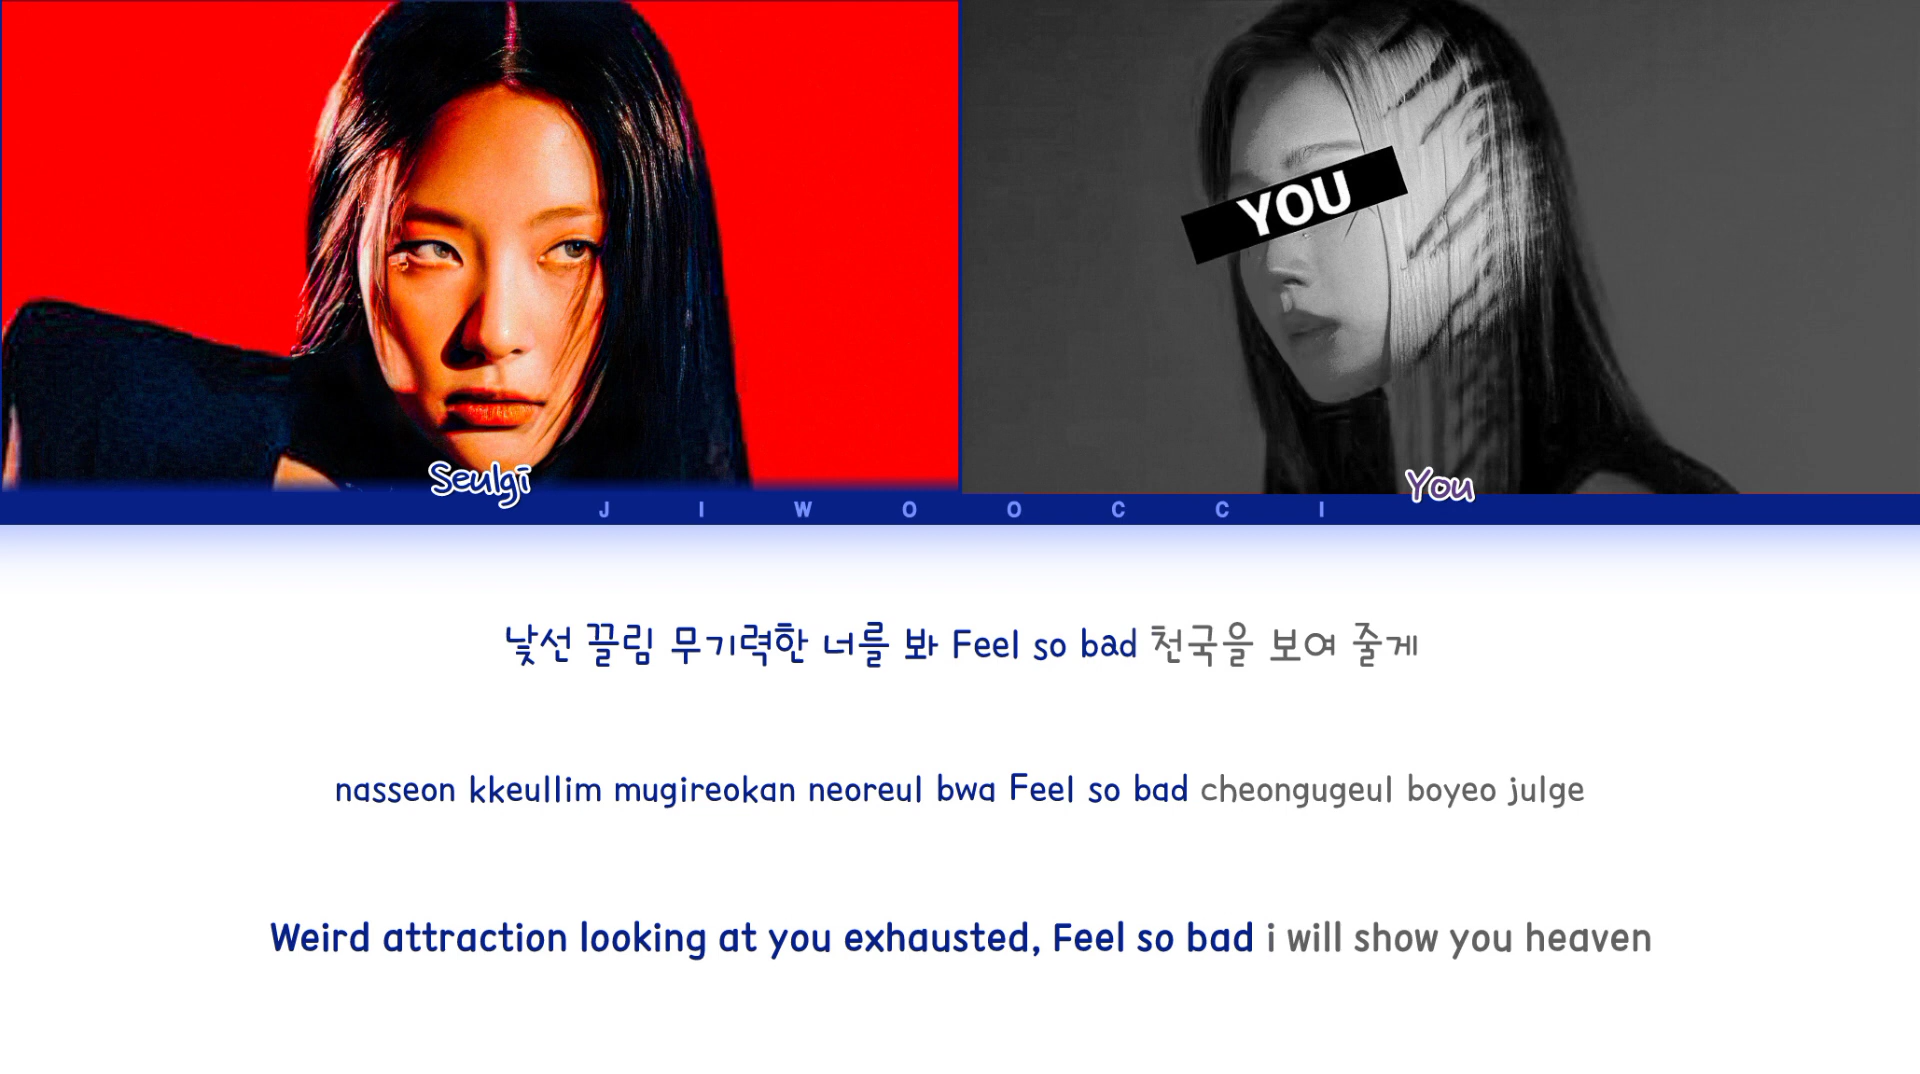 YOU
Seulgi
You
J I W O O C C I
낯선 끌림 무기력한 너를 봐 Feel so bad 천국을 보여 줄게
nasseon kkeullim mugireokan neoreul bwa Feel so bad cheongugeul boyeo julge
Weird attraction looking at you exhausted, Feel so bad i will show you heaven